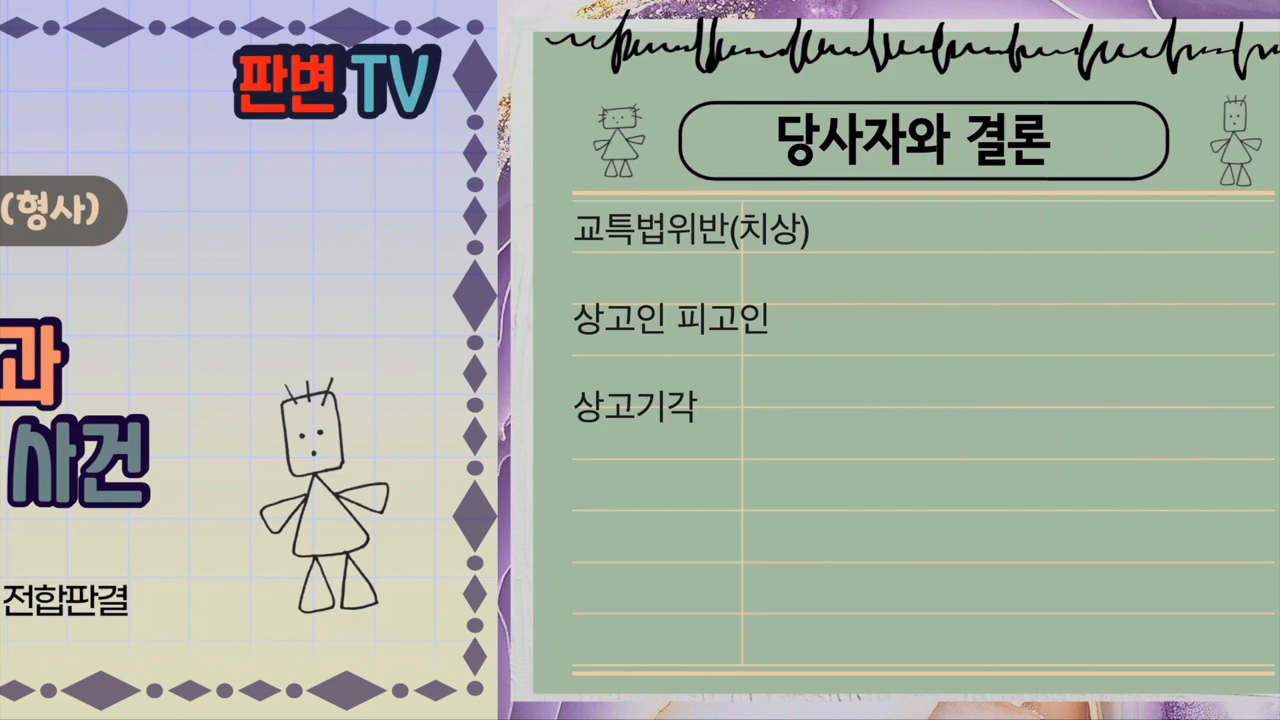 판변 TV
(형사)
과
사건
전합판결
당사자와 결론
교특법위반(치상)
상고인 피고인
상고기각